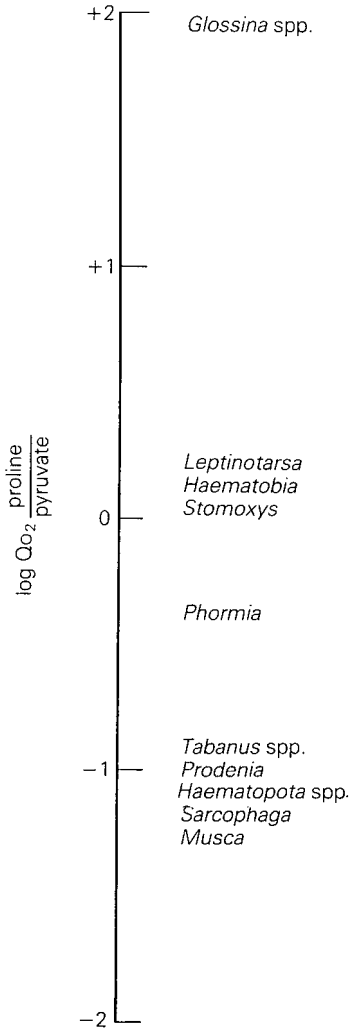 +2
Glossina spp.
+1
log Qo₂ proline
pyruvate
Leptinotarsa
Haematobia
0
Stomoxys
Phormia
Tabanus spp.
−1
Prodenia
Haematopota spp.
Sarcophaga
Musca
−2